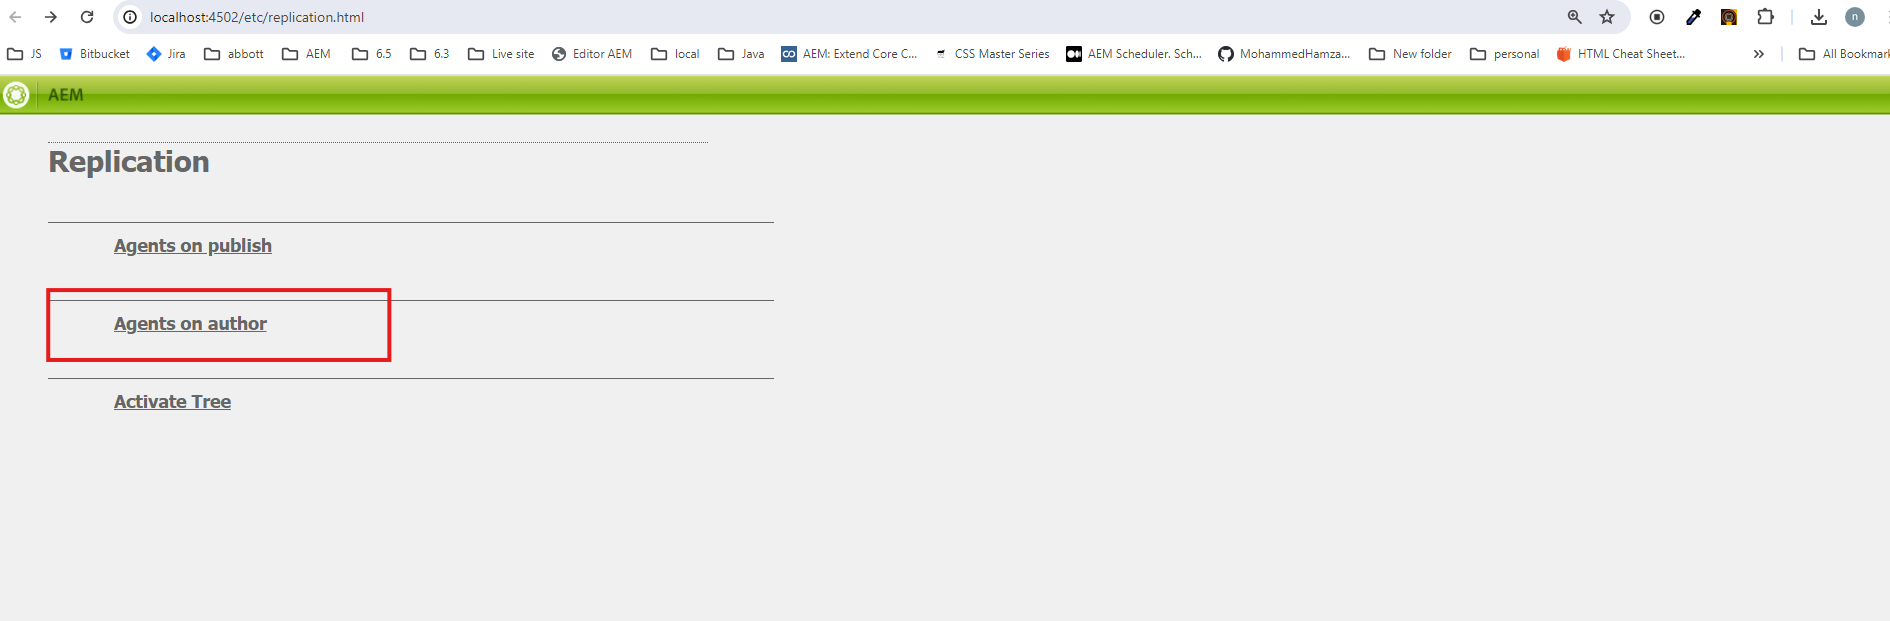 localhost:4502/etc/replication.html
n
JS Bitbucket Jira abbott AEM 6.5 6.3 Live site Editor AEM local Java AEM: Extend Core C... CSS Master Series AEM Scheduler. Sch... MohammedHamza... New folder personal HTML Cheat Sheet... » All Bookmark
AEM
Replication
Agents on publish
Agents on author
Activate Tree